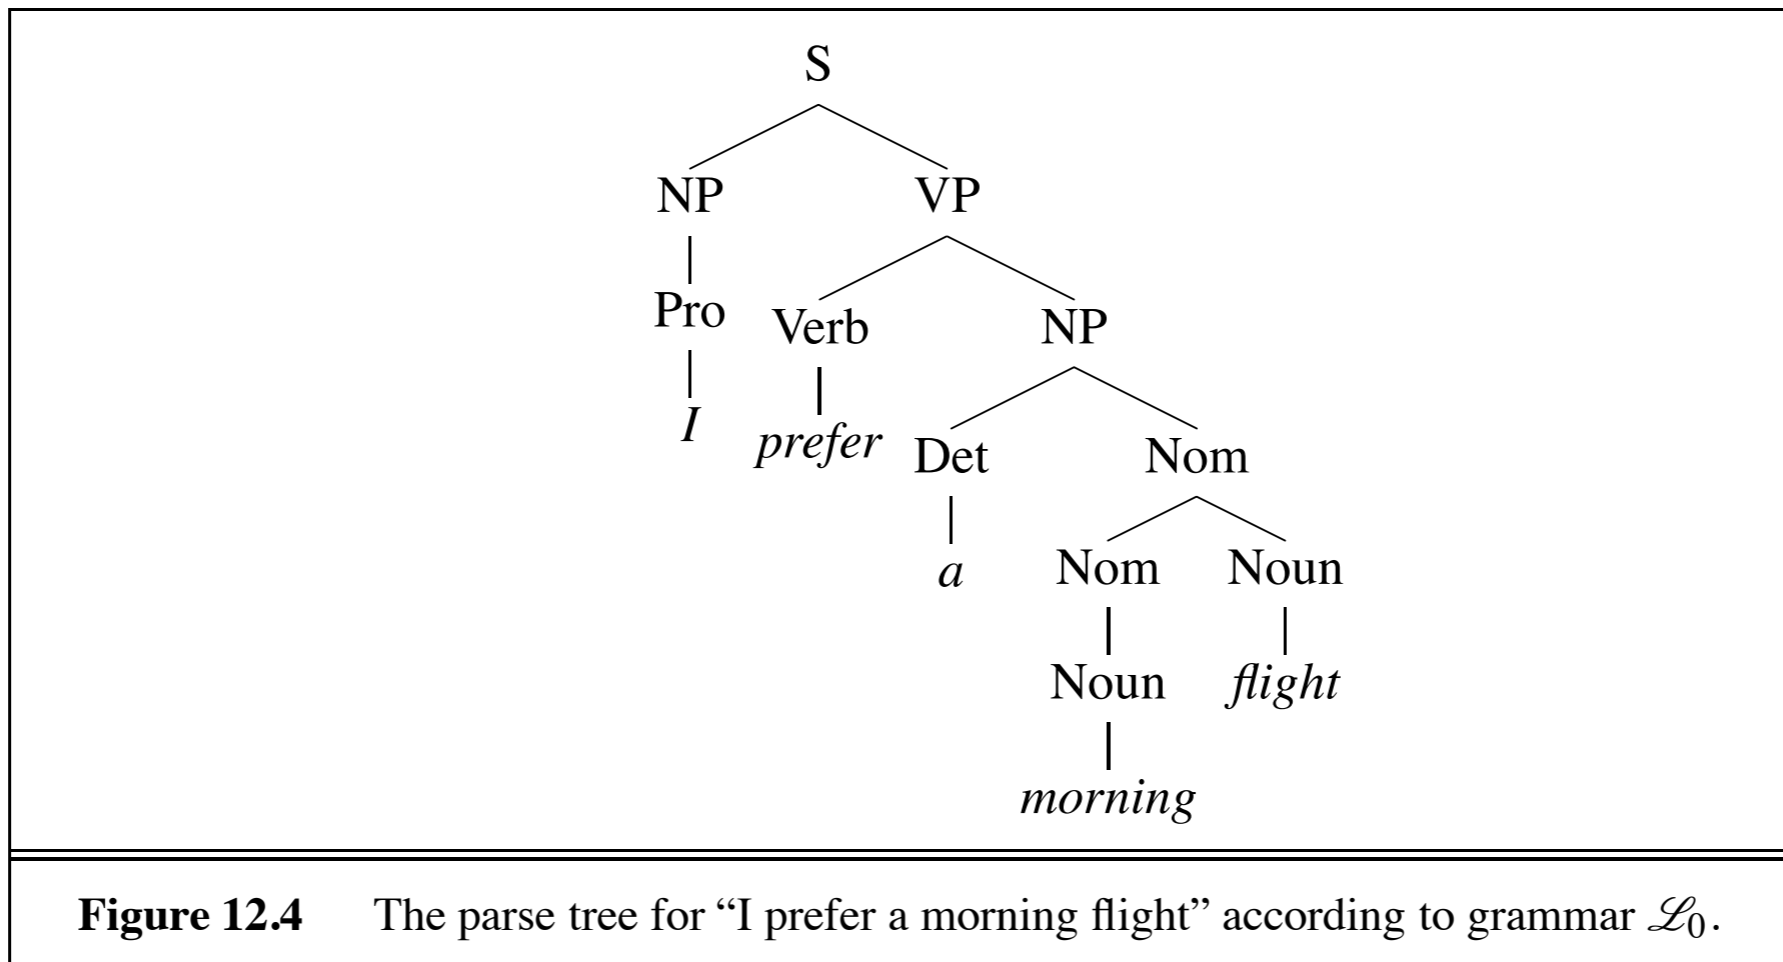 S
NP VP
Pro Verb NP
I prefer Det Nom
a Nom Noun
Noun flight
morning
Figure 12.4 The parse tree for “I prefer a morning flight” according to grammar ℒ0.